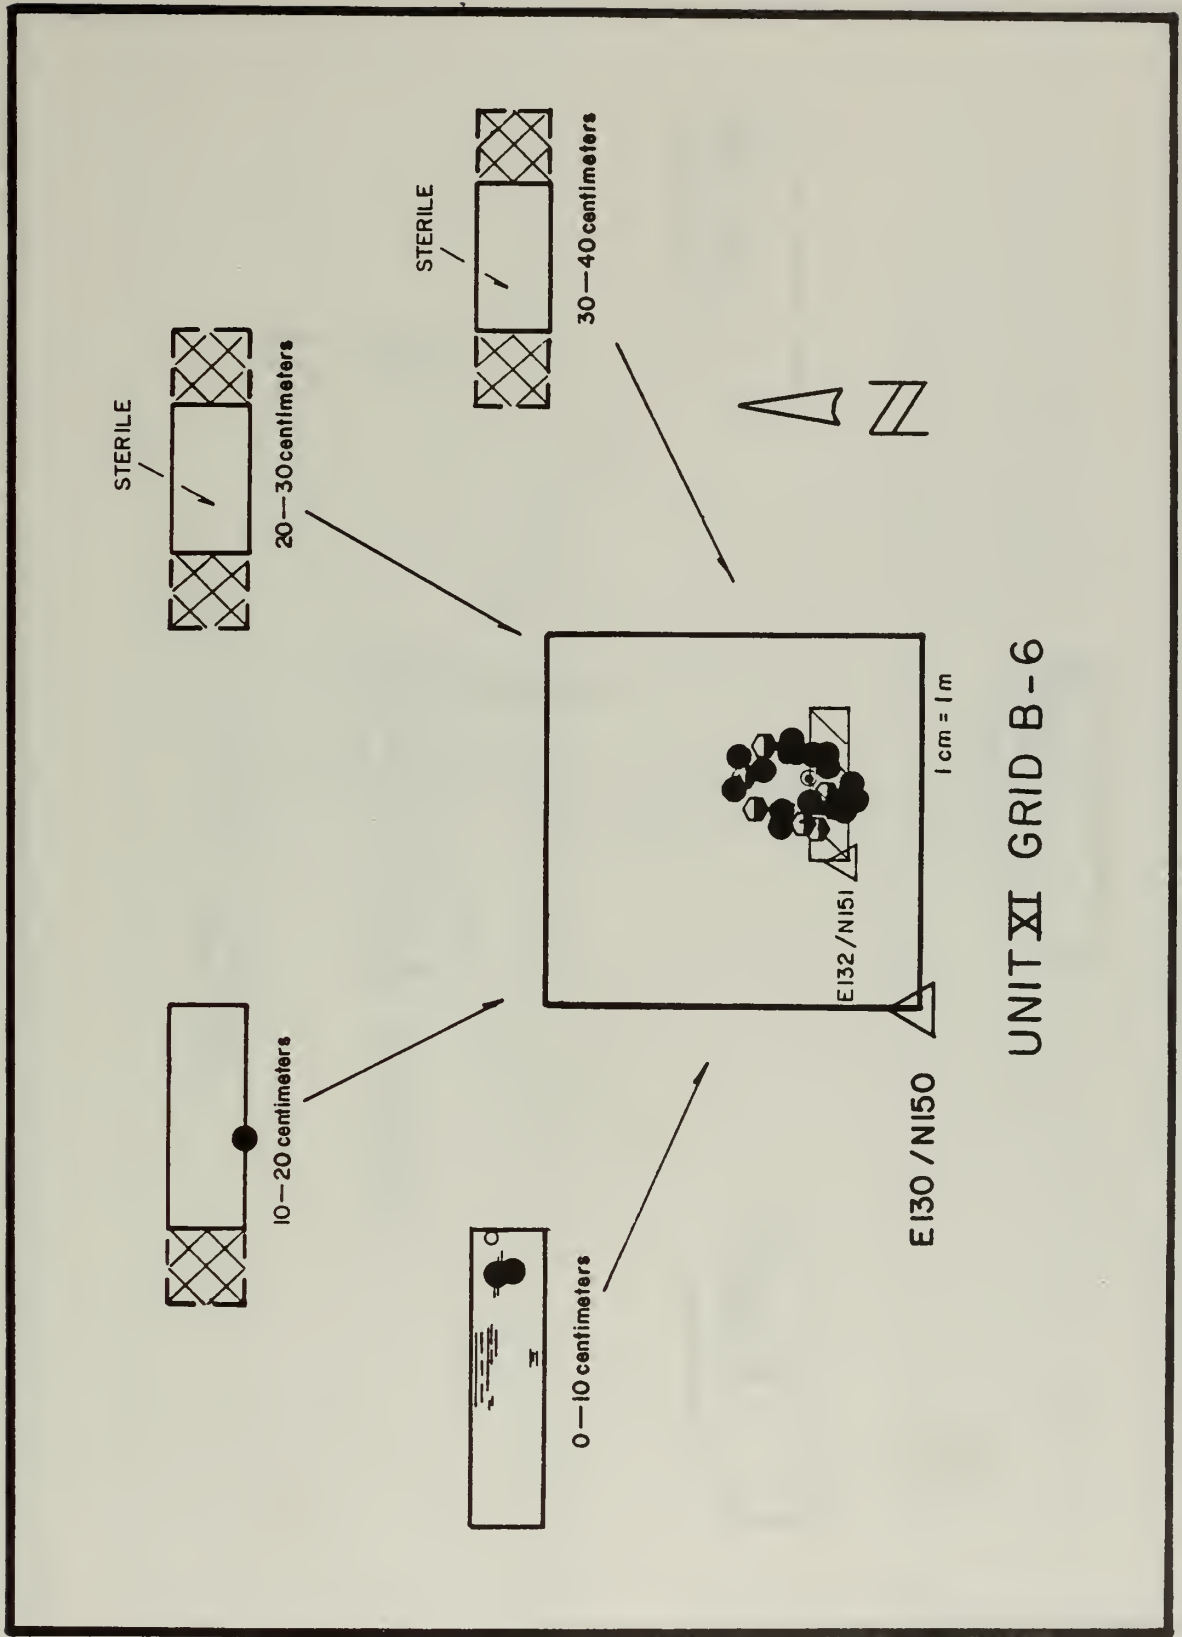 STERILE
20—30 centimeters
STERILE
30—40 centimeters
10—20 centimeters
0—10 centimeters
N
E132/N151
E130/N150
1 cm = 1 m
UNIT XI GRID B-6